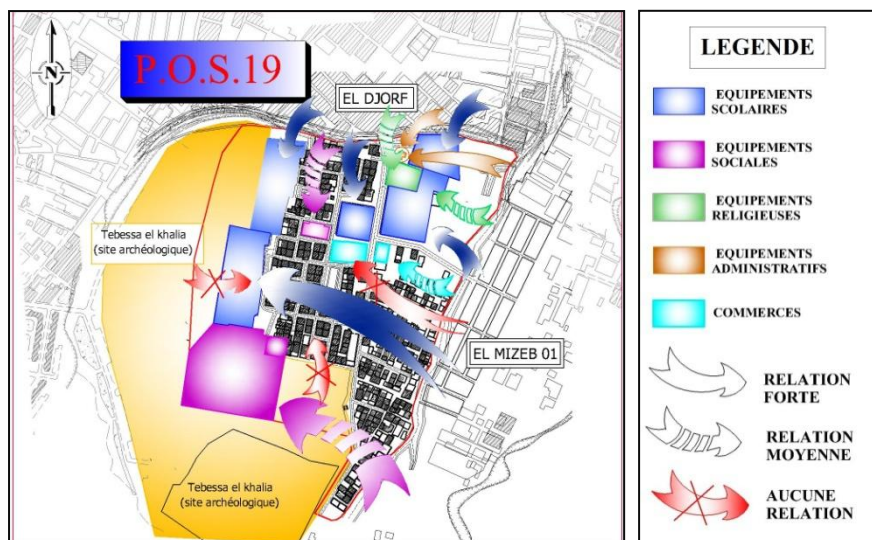 P.O.S.19
N
EL DJORF
Tebessa el khalia
(site archéologique)
EL MIZEB 01
Tebessa el khalia
(site archéologique)
LEGENDE
EQUIPEMENTS
SCOLAIRES
EQUIPEMENTS
SOCIALES
EQUIPEMENTS
RELIGIEUSES
EQUIPEMENTS
ADMINISTRATIFS
COMMERCES
RELATION
FORTE
RELATION
MOYENNE
AUCUNE
RELATION